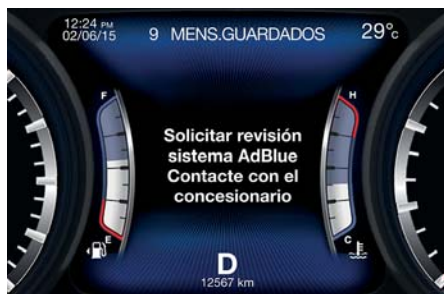 12:24 PM
02/06/15
9 MENS.GUARDADOS
29°c
F
H
Solicitar revisión
sistema AdBlue
Contacte con el
concesionario
E
C
D
12567 km